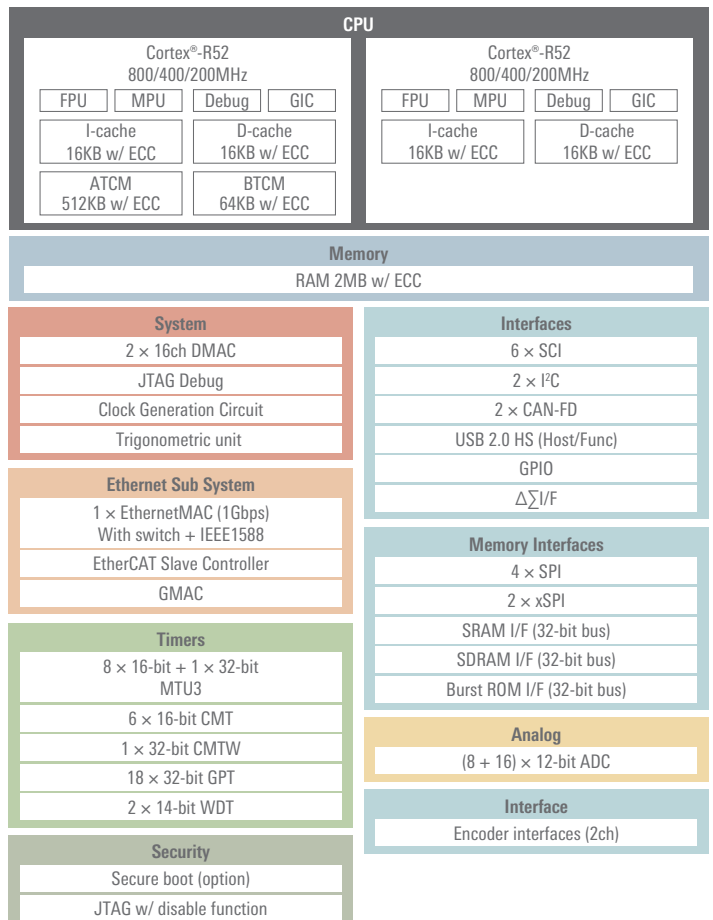 CPU
Cortex®-R52
800/400/200MHz
FPU MPU Debug GIC
I-cache
16KB w/ ECC
D-cache
16KB w/ ECC
ATCM
512KB w/ ECC
BTCM
64KB w/ ECC
Cortex®-R52
800/400/200MHz
FPU MPU Debug GIC
I-cache
16KB w/ ECC
D-cache
16KB w/ ECC
Memory
RAM 2MB w/ ECC
System
2 × 16ch DMAC
JTAG Debug
Clock Generation Circuit
Trigonometric unit
Ethernet Sub System
1 × EthernetMAC (1Gbps)
With switch + IEEE1588
EtherCAT Slave Controller
GMAC
Timers
8 × 16-bit + 1 × 32-bit
MTU3
6 × 16-bit CMT
1 × 32-bit CMTW
18 × 32-bit GPT
2 × 14-bit WDT
Security
Secure boot (option)
JTAG w/ disable function
Interfaces
6 × SCI
2 × I²C
2 × CAN-FD
USB 2.0 HS (Host/Func)
GPIO
Δ∑I/F
Memory Interfaces
4 × SPI
2 × xSPI
SRAM I/F (32-bit bus)
SDRAM I/F (32-bit bus)
Burst ROM I/F (32-bit bus)
Analog
(8 + 16) × 12-bit ADC
Interface
Encoder interfaces (2ch)